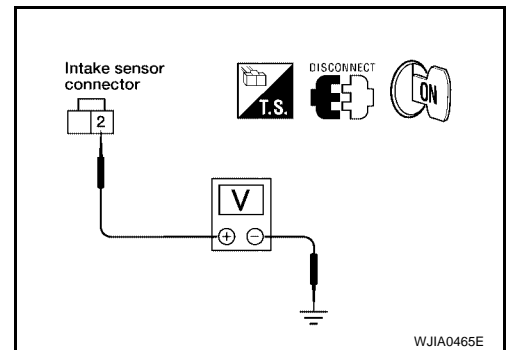 Intake sensor
connector
2
T.S.
DISCONNECT
ON
V
+ −
WJIA0465E